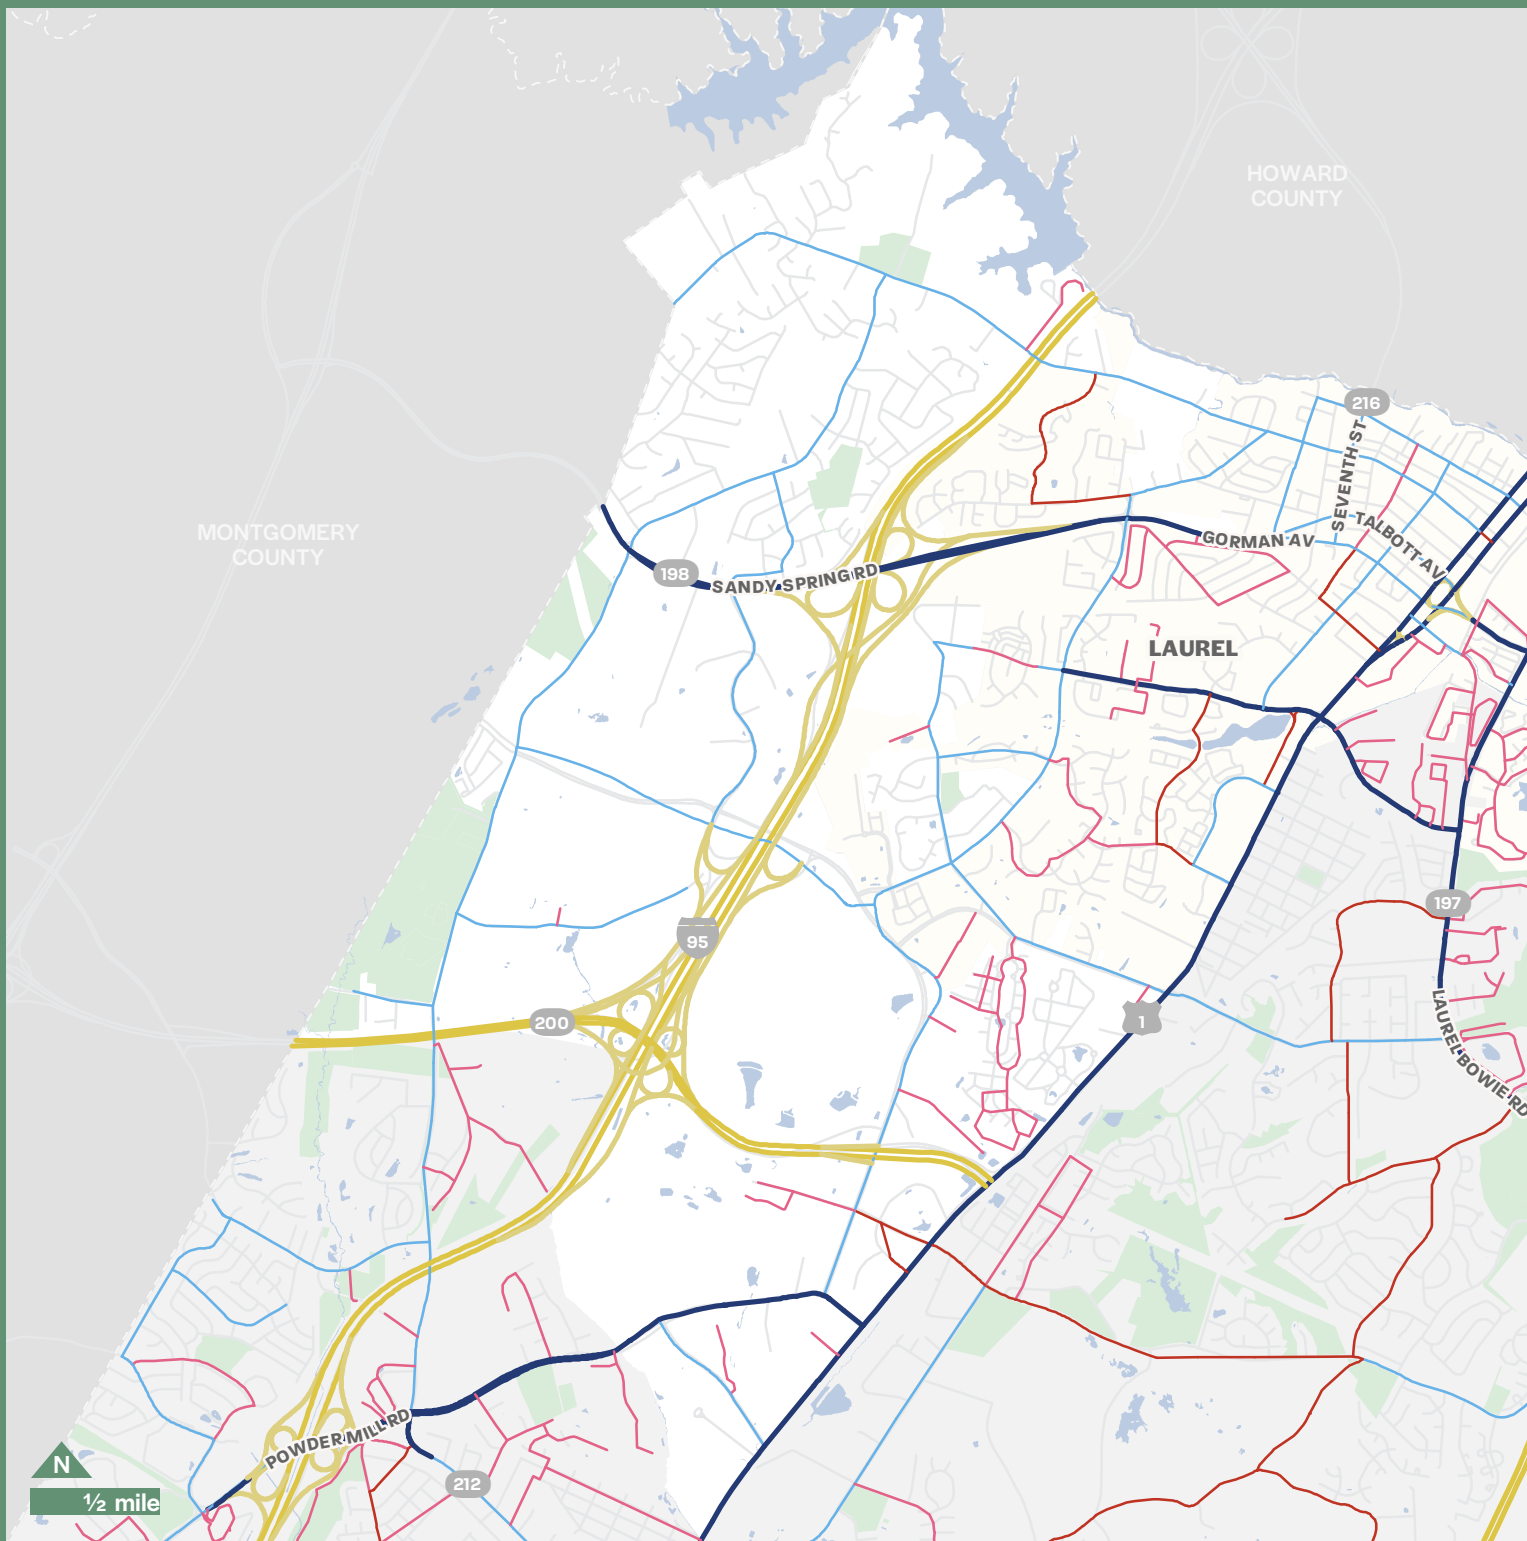 HOWARD
COUNTY
216
SEVENTH ST
TALBOTT AV
GORMAN AV
MONTGOMERY
COUNTY
198
SANDY SPRING RD
LAUREL
197
95
200
1
LAUREL BOWIE RD
POWDER MILL RD
N
212
½ mile